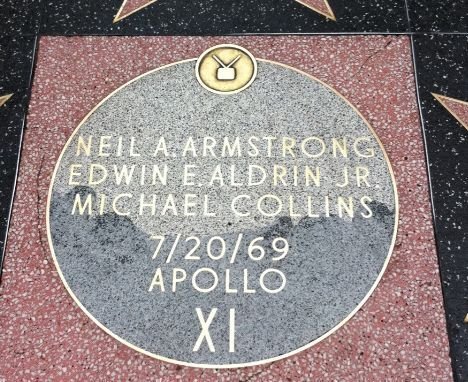 NEIL A. ARMSTRONG
EDWIN E. ALDRIN JR.
MICHAEL COLLINS
7/20/69
APOLLO
XI